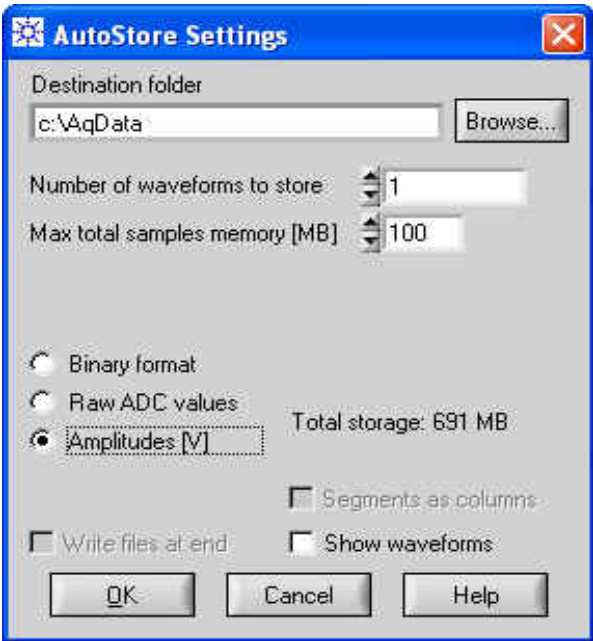 AutoStore Settings
Destination folder
c:\AqData
Browse...
Number of waveforms to store 1
Max total samples memory [MB] 100
Binary format
Raw ADC values
Amplitudes [V]
Total storage: 691 MB
Segments as columns
Write files at end
Show waveforms
OK Cancel Help